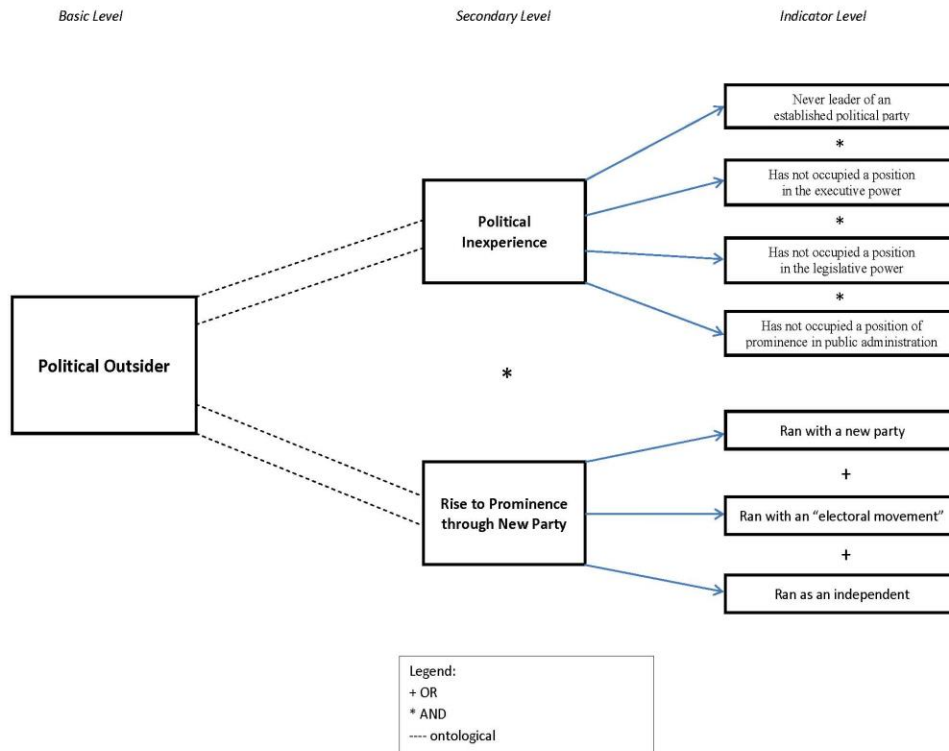 Basic Level
Secondary Level
Indicator Level
Never leader of an
established political party
*
Has not occupied a position
in the executive power
*
Has not occupied a position
in the legislative power
*
Has not occupied a position of
prominence in public administration
Political
Inexperience
Political Outsider
*
Rise to Prominence
through New Party
Ran with a new party
+
Ran with an “electoral movement”
+
Ran as an independent
Legend:
+ OR
* AND
---- ontological